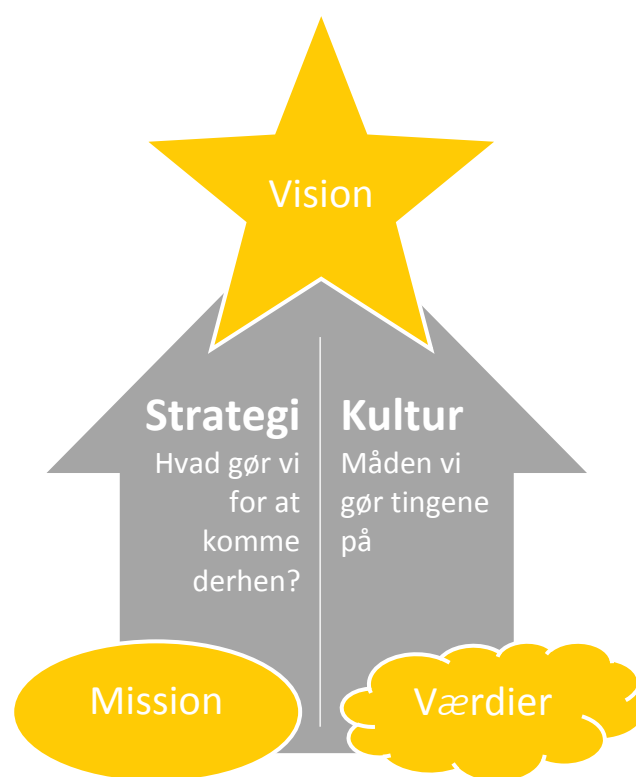 Vision
Strategi
Hvad gør vi
for at
komme
derhen?
Kultur
Måden vi
gør tingene
på
Mission
Værdier